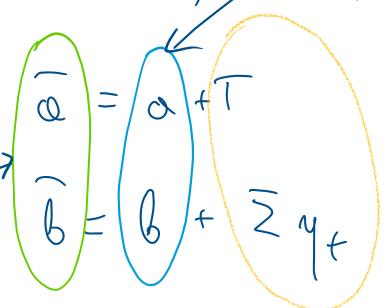 a̅ = a + T
b̅ = b + Σ yₜ